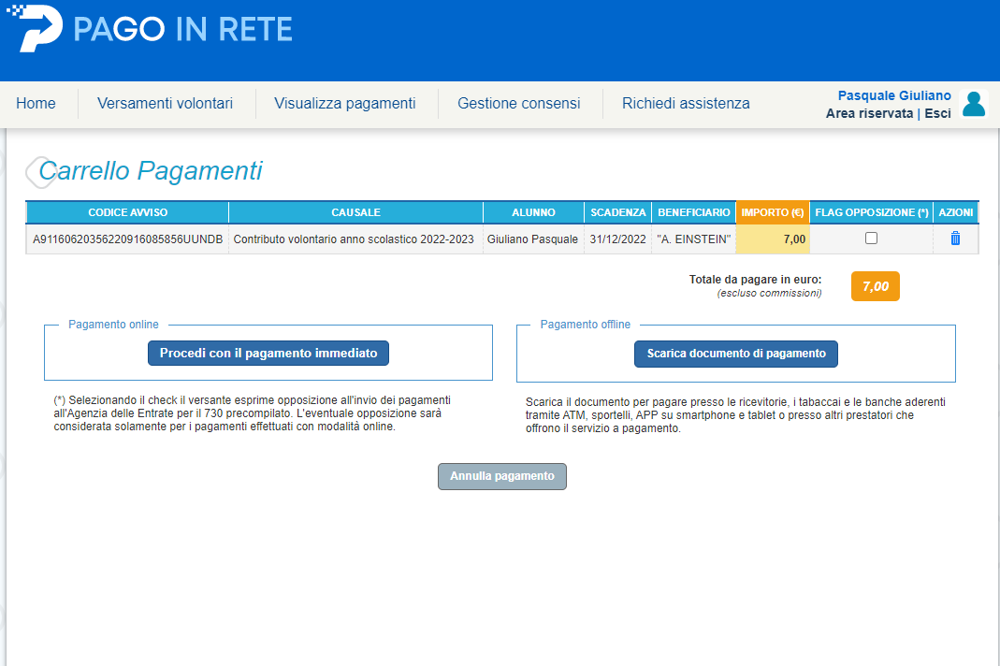 PAGO IN RETE
Home
Versamenti volontari
Visualizza pagamenti
Gestione consensi
Richiedi assistenza
Pasquale Giuliano
Area riservata | Esci
Carrello Pagamenti
CODICE AVVISO CAUSALE ALUNNO SCADENZA BENEFICIARIO IMPORTO (€) FLAG OPPOSIZIONE (*) AZIONI
A91160620356220916085856UUNDB Contributo volontario anno scolastico 2022-2023 Giuliano Pasquale 31/12/2022 "A. EINSTEIN" 7,00
Totale da pagare in euro:
(escluso commissioni)
7,00
Pagamento online
Procedi con il pagamento immediato
(*) Selezionando il check il versante esprime opposizione all'invio dei pagamenti
all'Agenzia delle Entrate per il 730 precompilato. L'eventuale opposizione sarà
considerata solamente per i pagamenti effettuati con modalità online.
Pagamento offline
Scarica documento di pagamento
Scarica il documento per pagare presso le ricevitorie, i tabaccai e le banche aderenti
tramite ATM, sportelli, APP su smartphone e tablet o presso altri prestatori che
offrono il servizio a pagamento.
Annulla pagamento